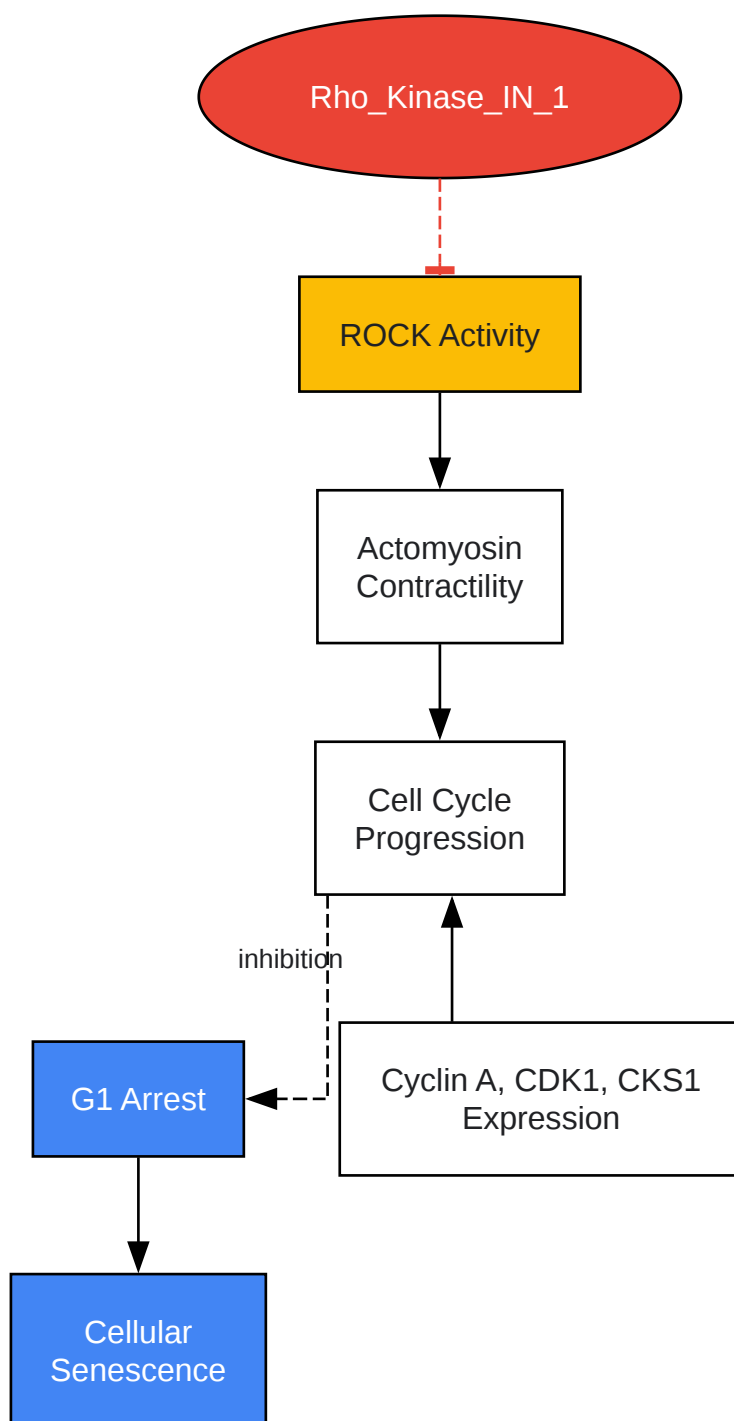 Rho_Kinase_IN_1
ROCK Activity
Actomyosin
Contractility
Cell Cycle
Progression
inhibition
G1 Arrest
Cyclin A, CDK1, CKS1
Expression
Cellular
Senescence